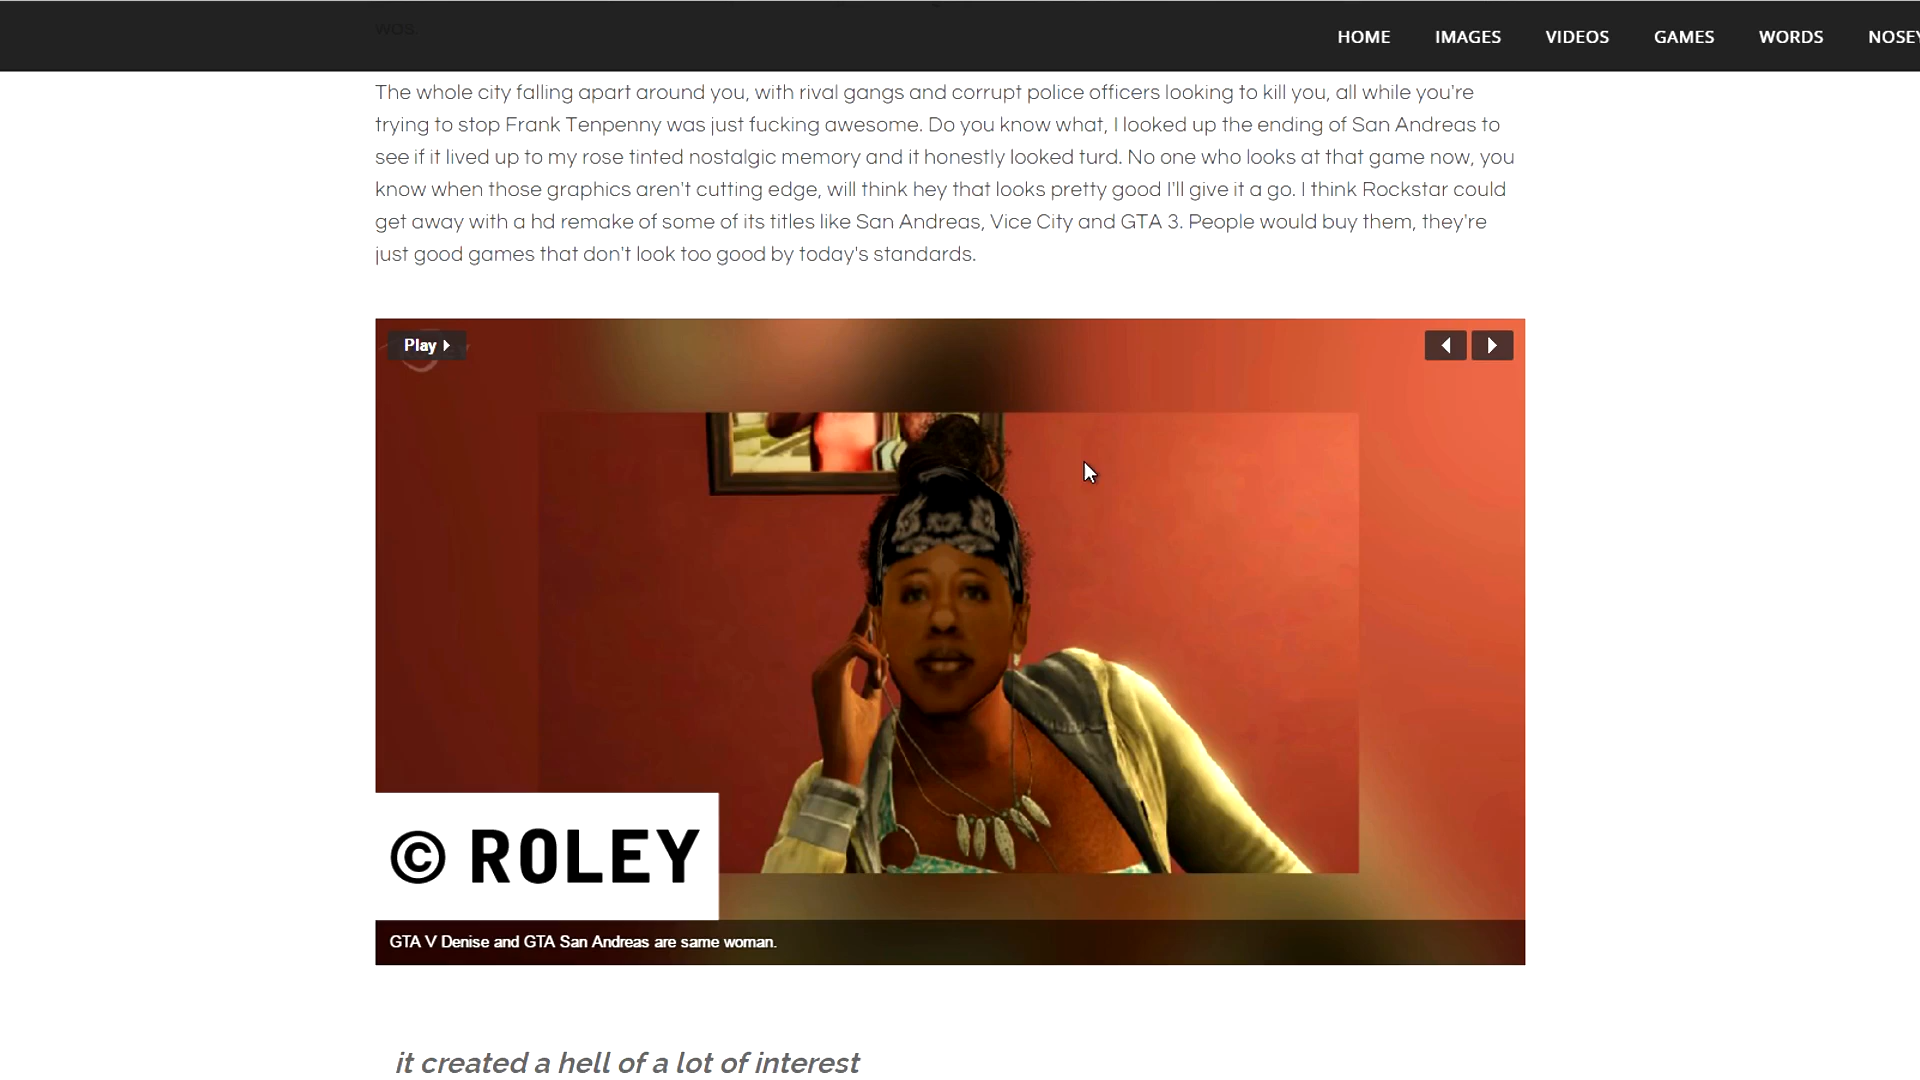 was.
HOME IMAGES VIDEOS GAMES WORDS NOSEY
The whole city falling apart around you, with rival gangs and corrupt police officers looking to kill you, all while you're
trying to stop Frank Tenpenny was just fucking awesome. Do you know what, I looked up the ending of San Andreas to
see if it lived up to my rose tinted nostalgic memory and it honestly looked turd. No one who looks at that game now, you
know when those graphics aren't cutting edge, will think hey that looks pretty good I'll give it a go. I think Rockstar could
get away with a hd remake of some of its titles like San Andreas, Vice City and GTA 3. People would buy them, they're
just good games that don't look too good by today's standards.
Play
© ROLEY
GTA V Denise and GTA San Andreas are same woman.
it created a hell of a lot of interest